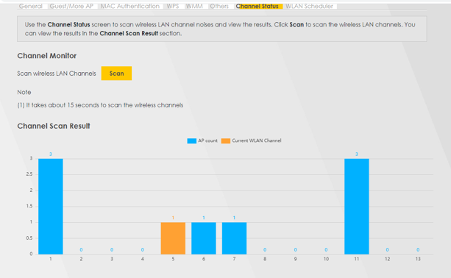 General Guest/More AP MAC Authentication WPS WMM Others Channel Status WLAN Scheduler
Use the Channel Status screen to scan wireless LAN channel noises and view the results. Click Scan to scan the wireless LAN channels. You
can view the results in the Channel Scan Result section.
Channel Monitor
Scan wireless LAN Channels Scan
Note
(1) It takes about 15 seconds to scan the wireless channels
Channel Scan Result
AP count Current WLAN Channel
3
2.5
2
1.5
1
0.5
0
3 0 0 0 1 1 1 0 0 0 3 0 0
1 2 3 4 5 6 7 8 9 10 11 12 13